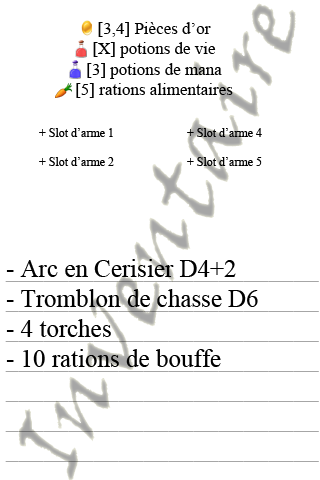 [3,4] Pièces d'or
[X] potions de vie
[3] potions de mana
[5] rations alimentaires
+ Slot d'arme 1
+ Slot d'arme 4
+ Slot d'arme 2
+ Slot d'arme 5
- Arc en Cerisier D4+2
- Tromblon de chasse D6
- 4 torches
- 10 rations de bouffe
Inventaire